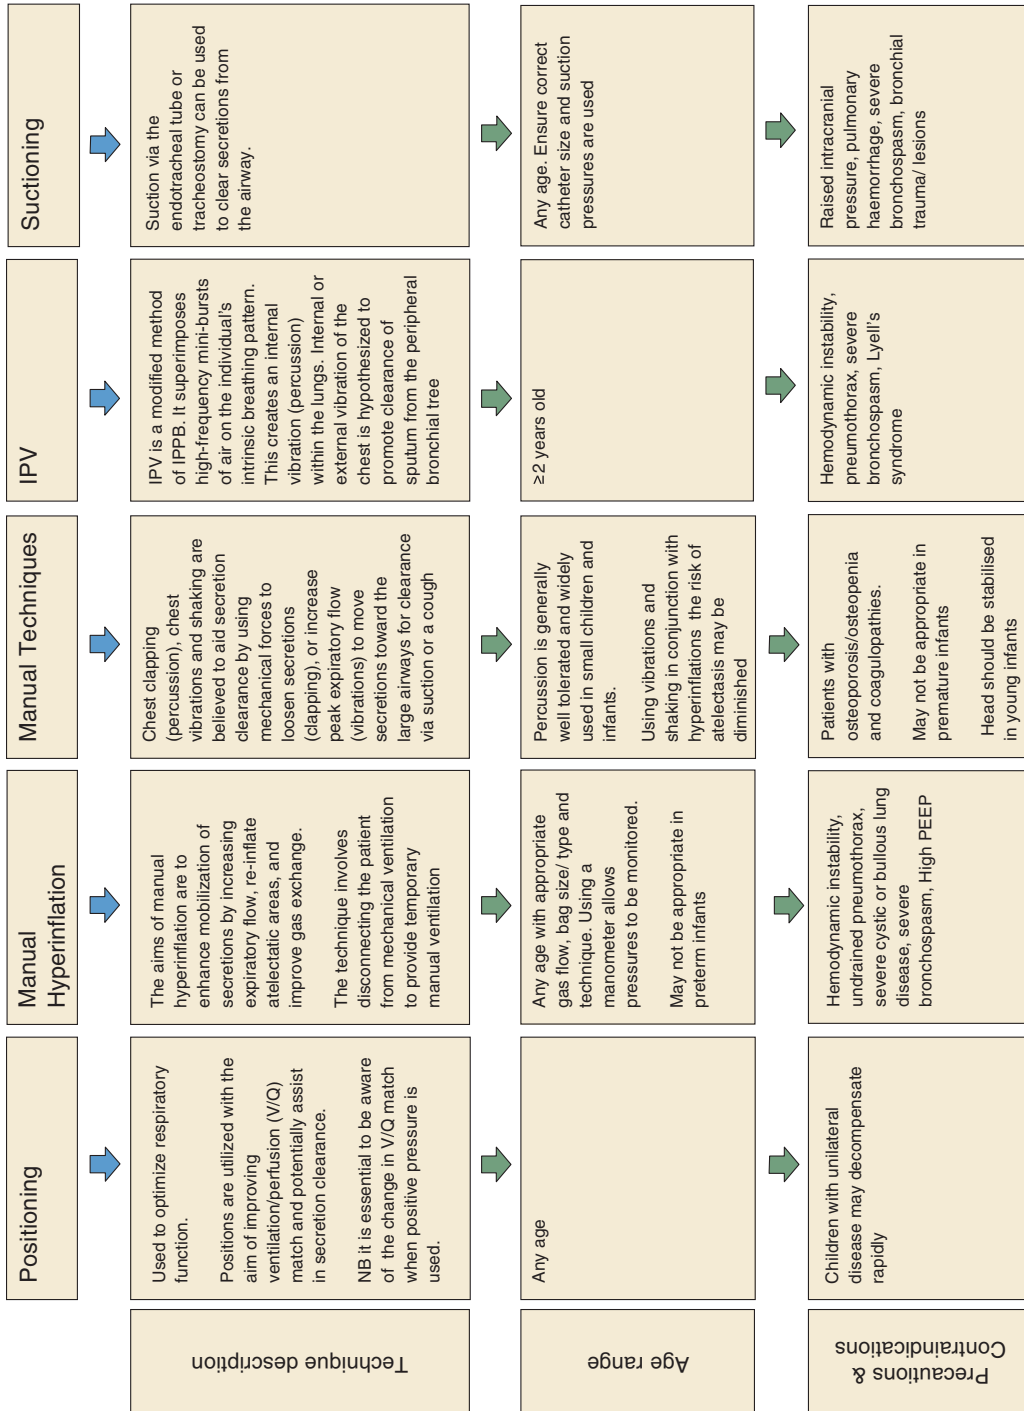 Positioning
Manual
Hyperinflation
Manual Techniques
IPV
Suctioning
Technique description
Used to optimize respiratory
function.
Positions are utilized with the
aim of improving
ventilation/perfusion (V/Q)
match and potentially assist
in secretion clearance.
NB it is essential to be aware
of the change in V/Q match
when positive pressure is
used.
The aims of manual
hyperinflation are to
enhance mobilization of
secretions by increasing
expiratory flow, re-inflate
atelectatic areas, and
improve gas exchange.
The technique involves
disconnecting the patient
from mechanical ventilation
to provide temporary
manual ventilation
Chest clapping
(percussion), chest
vibrations and shaking are
believed to aid secretion
clearance by using
mechanical forces to
loosen secretions
(clapping), or increase
peak expiratory flow
(vibrations) to move
secretions toward the
large airways for clearance
via suction or a cough
IPV is a modified method
of IPPB. It superimposes
high-frequency mini-bursts
of air on the individual's
intrinsic breathing pattern.
This creates an internal
vibration (percussion)
within the lungs. Internal or
external vibration of the
chest is hypothesized to
promote clearance of
sputum from the peripheral
bronchial tree
Suction via the
endotracheal tube or
tracheostomy can be used
to clear secretions from
the airway.
Age range
Any age
Any age with appropriate
gas flow, bag size/ type and
technique. Using a
manometer allows
pressures to be monitored.
May not be appropriate in
preterm infants
Percussion is generally
well tolerated and widely
used in small children and
infants.
Using vibrations and
shaking in conjunction with
hyperinflations the risk of
atelectasis may be
diminished
≥2 years old
Any age. Ensure correct
catheter size and suction
pressures are used
Precautions &
Contraindications
Children with unilateral
disease may decompensate
rapidly
Hemodynamic instability,
undrained pneumothorax,
severe cystic or bullous lung
disease, severe
bronchospasm, High PEEP
Patients with
osteoporosis/osteopenia
and coagulopathies.
May not be appropriate in
premature infants
Head should be stabilised
in young infants
Hemodynamic instability,
pneumothorax, severe
bronchospasm, Lyell's
syndrome
Raised intracranial
pressure, pulmonary
haemorrhage, severe
bronchospasm, bronchial
trauma/ lesions